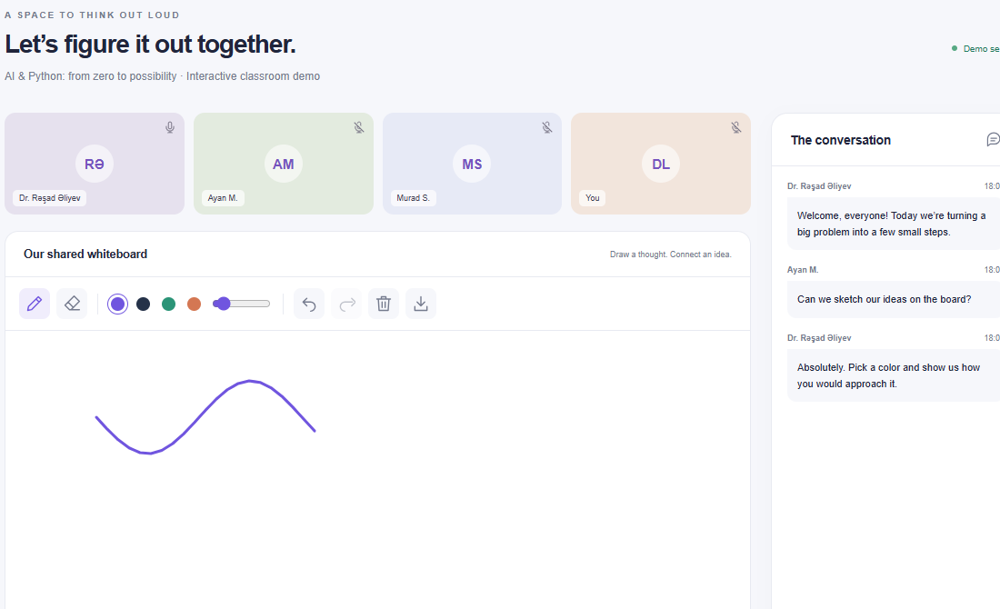 A SPACE TO THINK OUT LOUD
Let’s figure it out together.
AI & Python: from zero to possibility · Interactive classroom demo
Demo se
RƏ
Dr. Rəşad Əliyev
AM
Ayan M.
MS
Murad S.
DL
You
Our shared whiteboard
Draw a thought. Connect an idea.
The conversation
Dr. Rəşad Əliyev 18:0
Welcome, everyone! Today we’re turning a
big problem into a few small steps.
Ayan M. 18:0
Can we sketch our ideas on the board?
Dr. Rəşad Əliyev 18:0
Absolutely. Pick a color and show us how
you would approach it.